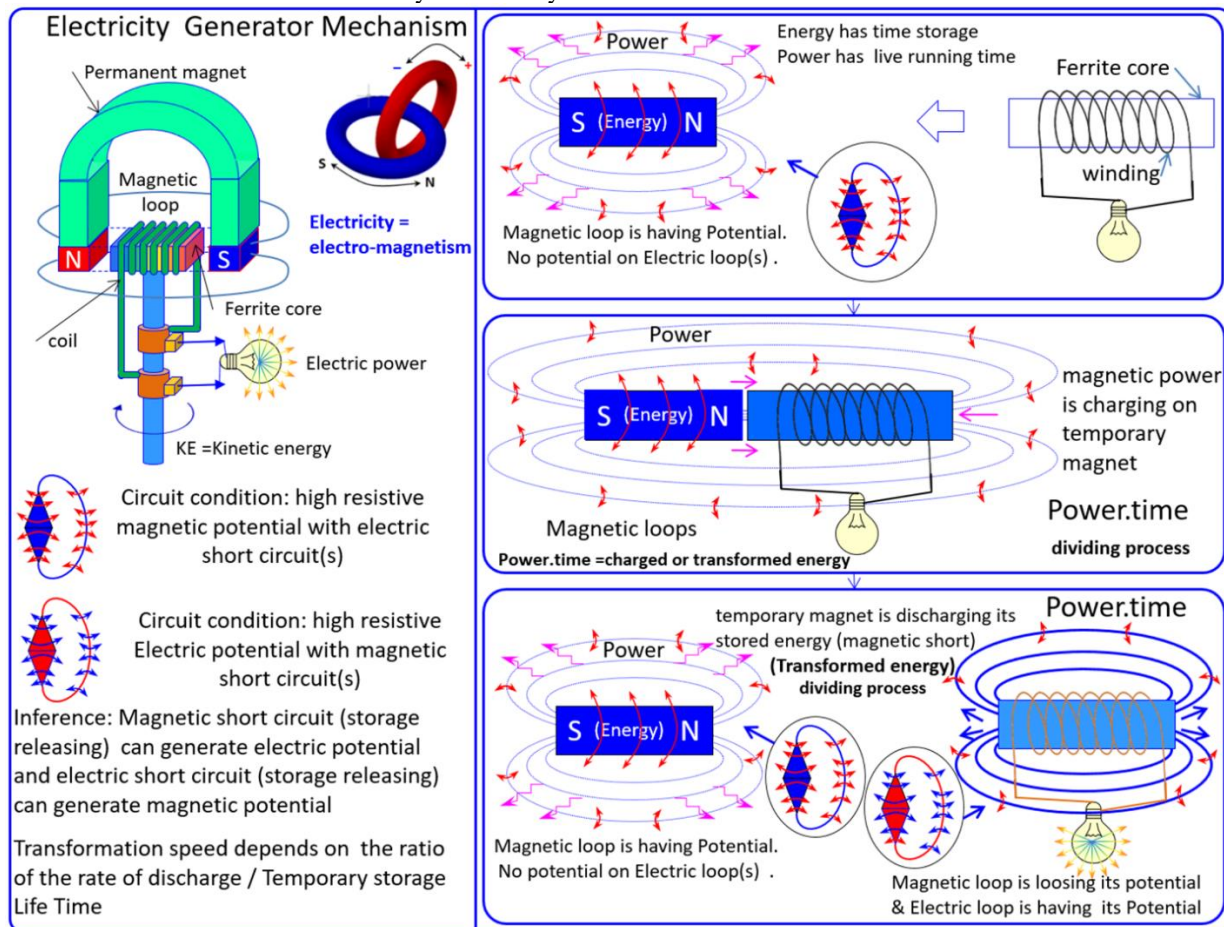 Electricity Generator Mechanism
Permanent magnet
Magnetic
loop
N
S
coil
Ferrite core
Electric power
KE =Kinetic energy
−
+
S
N
Electricity =
electro-magnetism
Circuit condition: high resistive
magnetic potential with electric
short circuit(s)
Circuit condition: high resistive
Electric potential with magnetic
short circuit(s)
Inference: Magnetic short circuit (storage
releasing) can generate electric potential
and electric short circuit (storage releasing)
can generate magnetic potential
Transformation speed depends on the ratio
of the rate of discharge / Temporary storage
Life Time
Power
S (Energy) N
Energy has time storage
Power has live running time
Ferrite core
winding
Magnetic loop is having Potential.
No potential on Electric loop(s) .
Power
S (Energy) N
magnetic power
is charging on
temporary
magnet
Magnetic loops
Power.time =charged or transformed energy
Power.time
dividing process
temporary magnet is discharging its
stored energy (magnetic short)
(Transformed energy)
dividing process
Power.time
Power
S (Energy) N
Magnetic loop is having Potential.
No potential on Electric loop(s) .
Magnetic loop is loosing its potential
& Electric loop is having its Potential